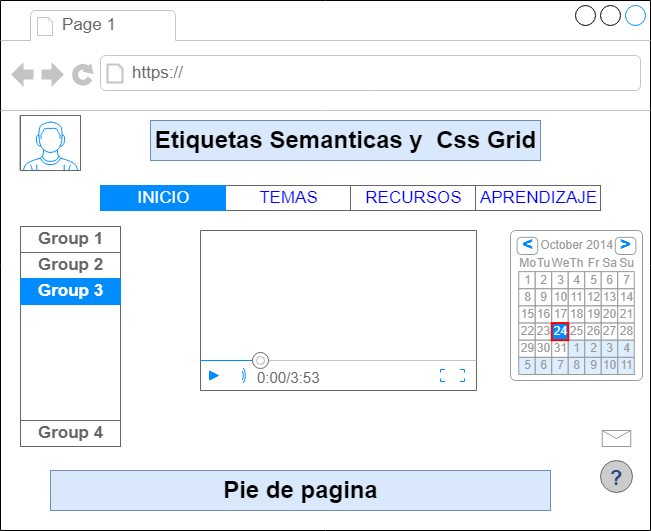 Page 1
https://
Etiquetas Semanticas y  Css Grid
INICIO TEMAS RECURSOS APRENDIZAJE
Group 1
Group 2
Group 3
Group 4
0:00/3:53
< October 2014 >
Mo Tu We Th Fr Sa Su
1 2 3 4 5 6 7
8 9 10 11 12 13 14
15 16 17 18 19 20 21
22 23 24 25 26 27 28
29 30 31 1 2 3 4
5 6 7 8 9 10 11
?
Pie de pagina